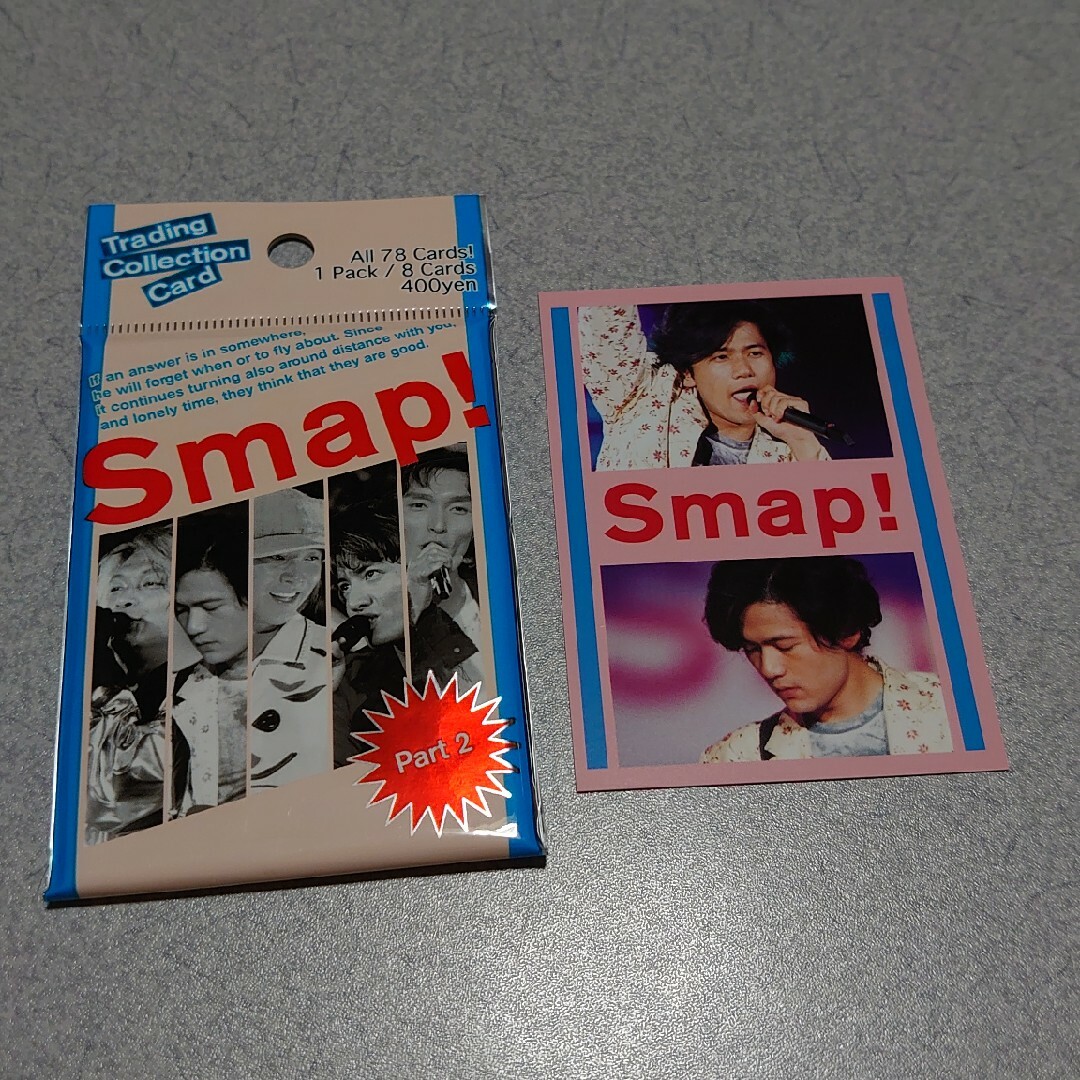 Trading
Collection
Card
All 78 Cards!
1 Pack / 8 Cards
400yen
If an answer is in somewhere,
he will forget when or to fly about. Since
it continues turning also around distance with you,
and lonely time, they think that they are good.
Smap!
Part 2
Smap!